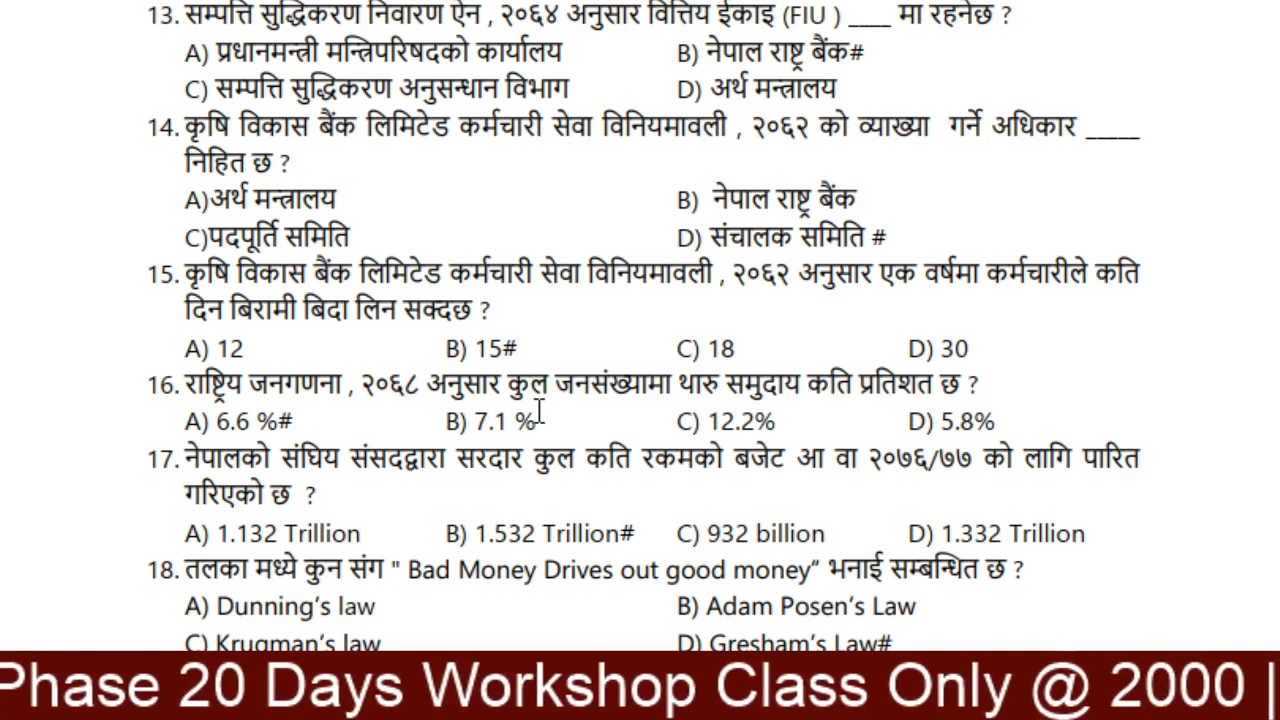 13. सम्पत्ति सुद्धिकरण निवारण ऐन , २०६४ अनुसार वित्तिय ईकाइ (FIU ) ____ मा रहनेछ ?
A) प्रधानमन्त्री मन्त्रिपरिषदको कार्यालय B) नेपाल राष्ट्र बैंक#
C) सम्पत्ति सुद्धिकरण अनुसन्धान विभाग D) अर्थ मन्त्रालय
14. कृषि विकास बैंक लिमिटेड कर्मचारी सेवा विनियमावली , २०६२ को व्याख्या गर्ने अधिकार _____
निहित छ ?
A)अर्थ मन्त्रालय B) नेपाल राष्ट्र बैंक
C)पदपूर्ति समिति D) संचालक समिति #
15. कृषि विकास बैंक लिमिटेड कर्मचारी सेवा विनियमावली , २०६२ अनुसार एक वर्षमा कर्मचारीले कति
दिन बिरामी बिदा लिन सक्दछ ?
A) 12 B) 15# C) 18 D) 30
16. राष्ट्रिय जनगणना , २०६८ अनुसार कुल जनसंख्यामा थारु समुदाय कति प्रतिशत छ ?
A) 6.6 %# B) 7.1 % C) 12.2% D) 5.8%
17. नेपालको संघिय संसदद्वारा सरदार कुल कति रकमको बजेट आ वा २०७६/७७ को लागि पारित
गरिएको छ ?
A) 1.132 Trillion B) 1.532 Trillion# C) 932 billion D) 1.332 Trillion
18. तलका मध्ये कुन संग " Bad Money Drives out good money” भनाई सम्बन्धित छ ?
A) Dunning’s law B) Adam Posen’s Law
C) Krugman’s law D) Gresham’s Law#
Phase 20 Days Workshop Class Only @ 2000 |